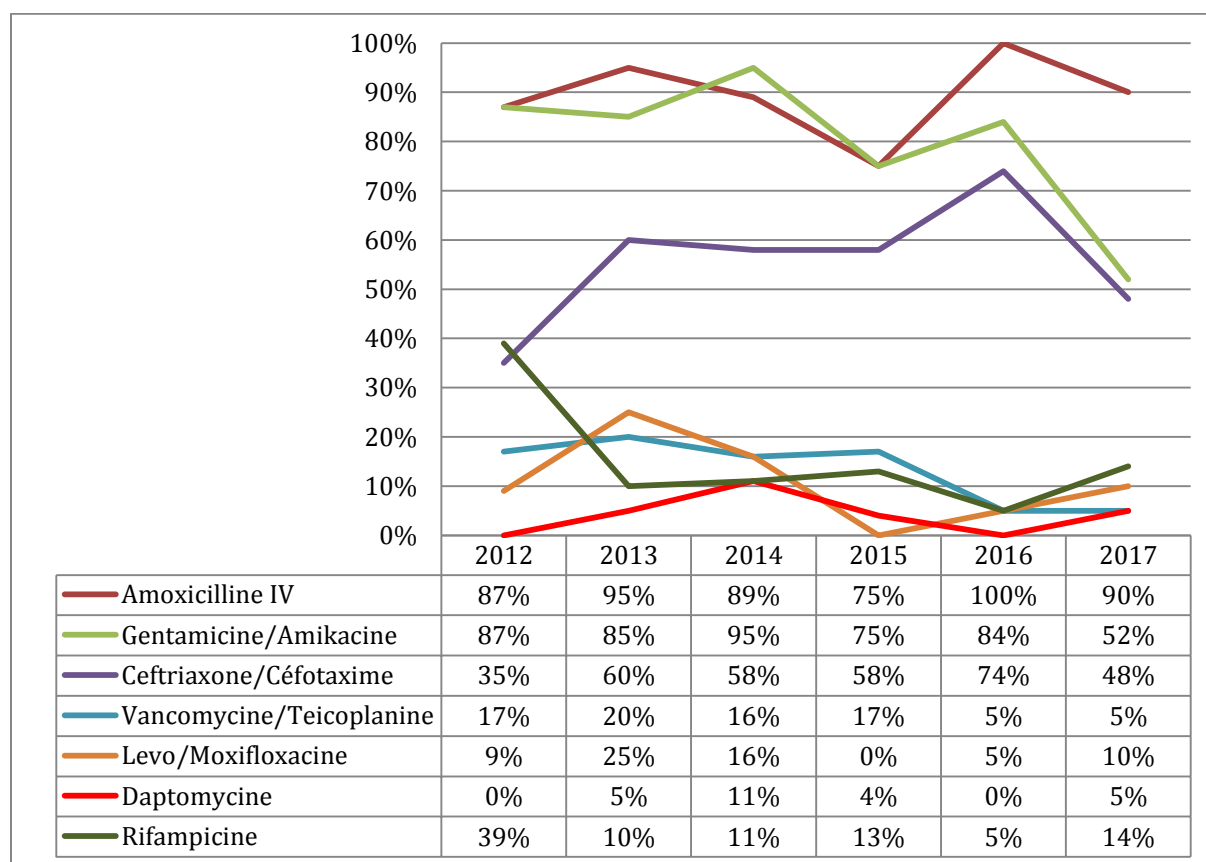 100%
90%
80%
70%
60%
50%
40%
30%
20%
10%
0%
2012 2013 2014 2015 2016 2017
Amoxicilline IV 87% 95% 89% 75% 100% 90%
Gentamicine/Amikacine 87% 85% 95% 75% 84% 52%
Ceftriaxone/Céfotaxime 35% 60% 58% 58% 74% 48%
Vancomycine/Teicoplanine 17% 20% 16% 17% 5% 5%
Levo/Moxifloxacine 9% 25% 16% 0% 5% 10%
Daptomycine 0% 5% 11% 4% 0% 5%
Rifampicine 39% 10% 11% 13% 5% 14%